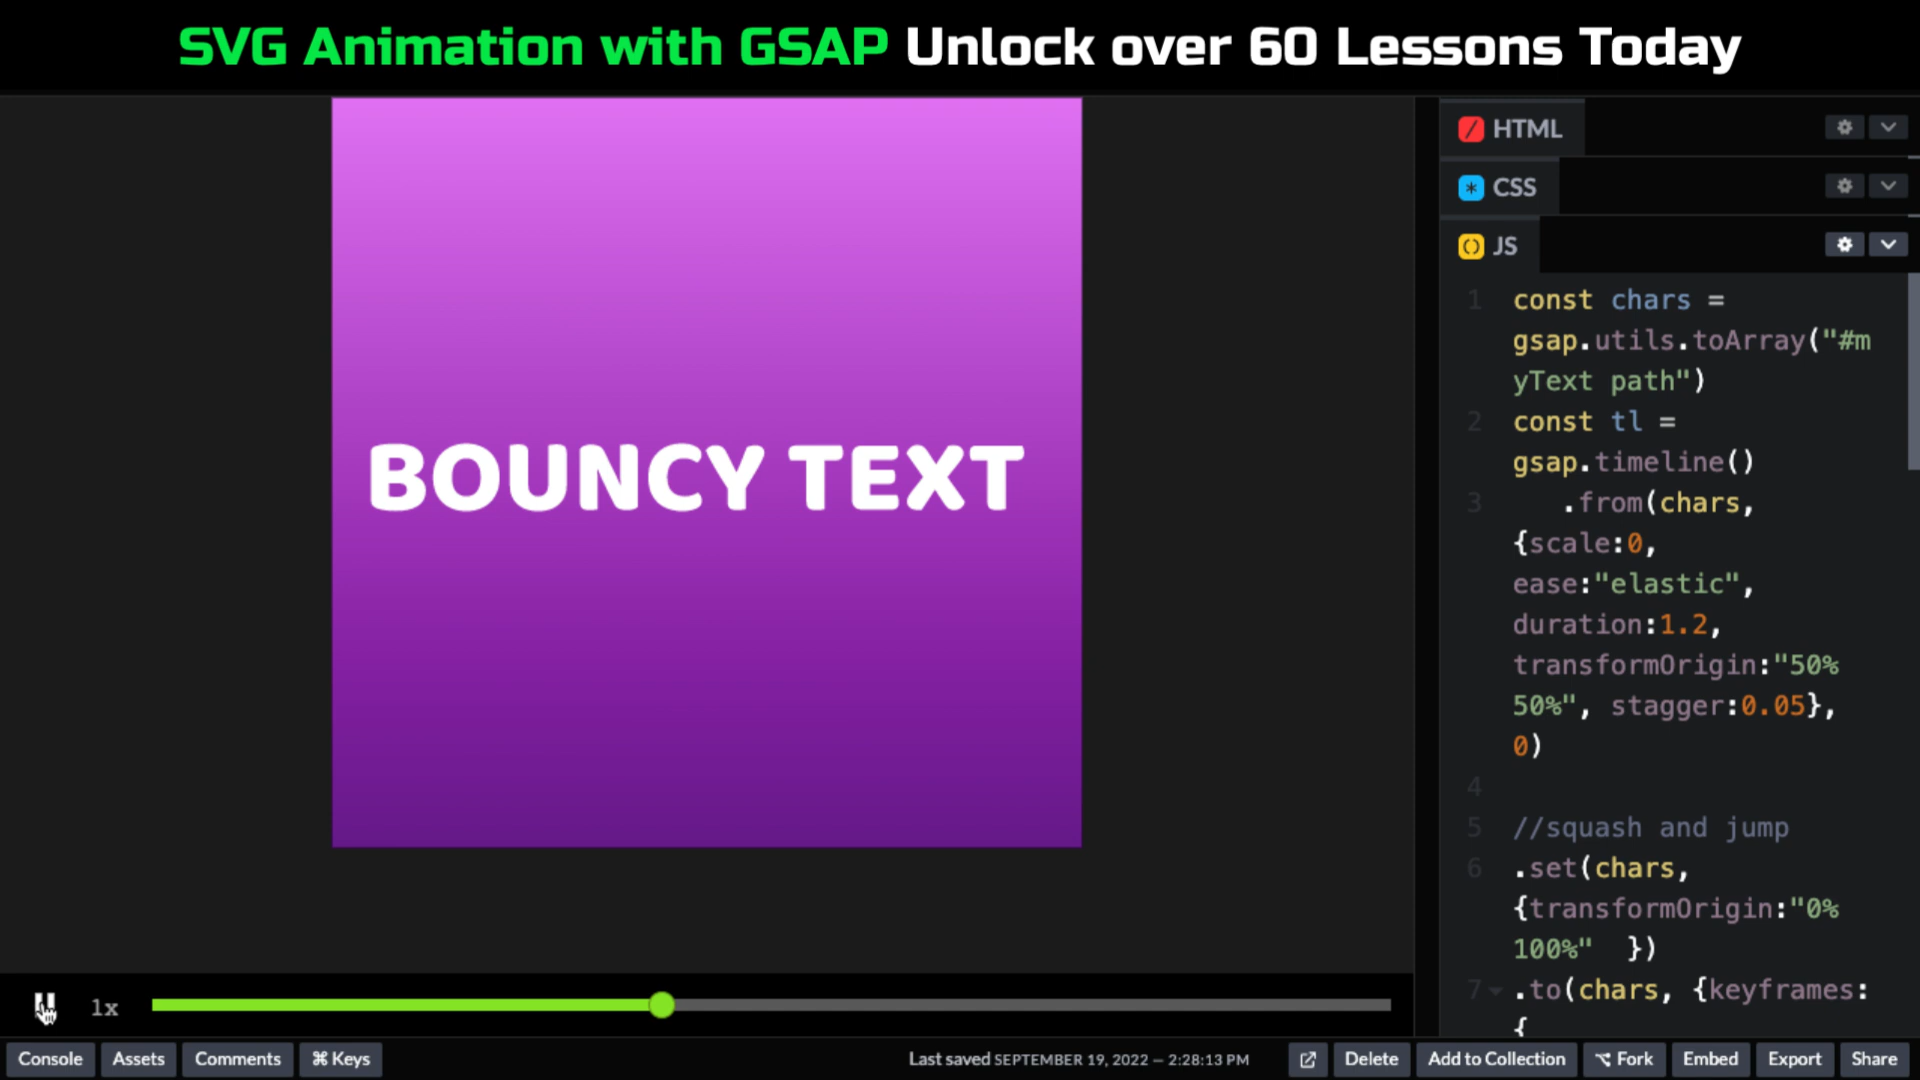 SVG Animation with GSAP Unlock over 60 Lessons Today
BOUNCY TEXT
HTML
CSS
JS
1 const chars =
gsap.utils.toArray("#m
yText path")
2 const tl =
gsap.timeline()
3 .from(chars,
{scale:0,
ease:"elastic",
duration:1.2,
transformOrigin:"50%
50%", stagger:0.05},
0)
4
5 //squash and jump
6 .set(chars,
{transformOrigin:"0%
100%"  })
7 .to(chars, {keyframes:
{
1x
Console Assets Comments ⌘ Keys Last saved SEPTEMBER 19, 2022 — 2:28:13 PM Delete Add to Collection Fork Embed Export Share